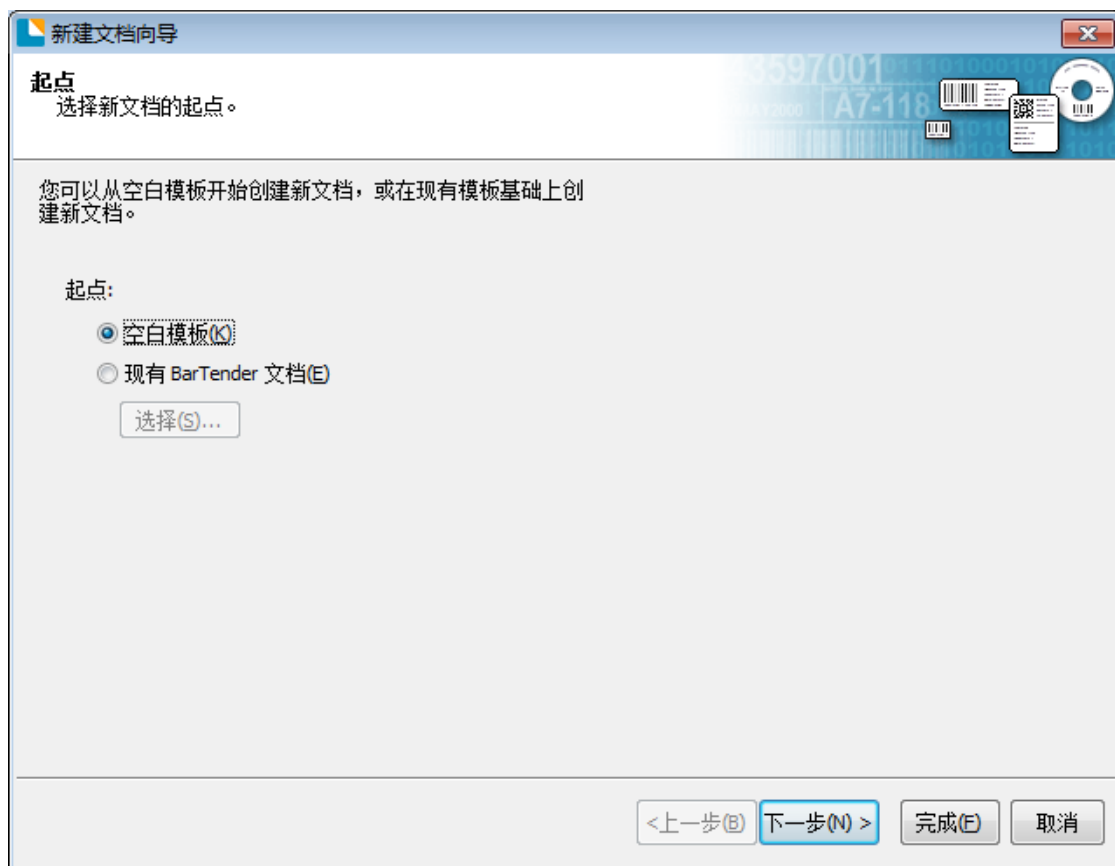 新建文档向导
起点
选择新文档的起点。
3597001
A7-118
您可以从空白模板开始创建新文档，或在现有模板基础上创
建新文档。
起点:
空白模板(K)
现有 BarTender 文档(E)
选择(S)...
<上一步(B) 下一步(N) > 完成(F) 取消